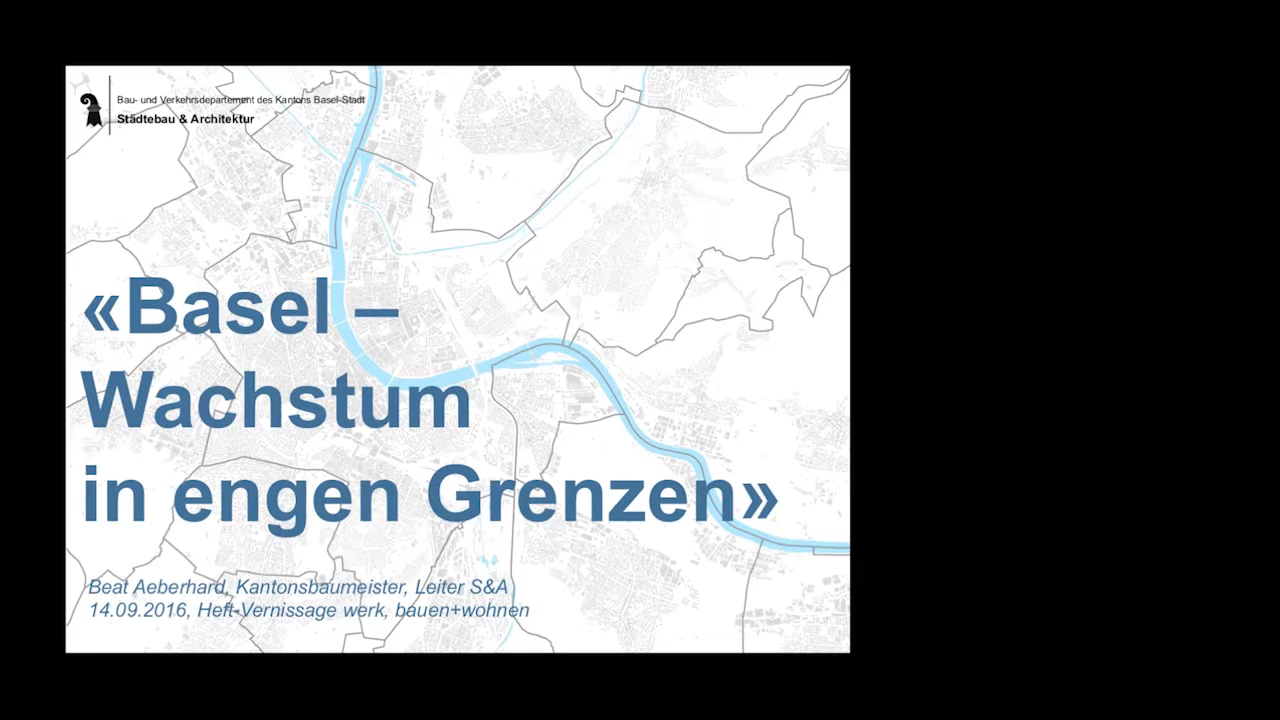 Bau- und Verkehrsdepartement des Kantons Basel-Stadt
Städtebau & Architektur
«Basel –
Wachstum
in engen Grenzen»
Beat Aeberhard, Kantonsbaumeister, Leiter S&A
14.09.2016, Heft-Vernissage werk, bauen+wohnen